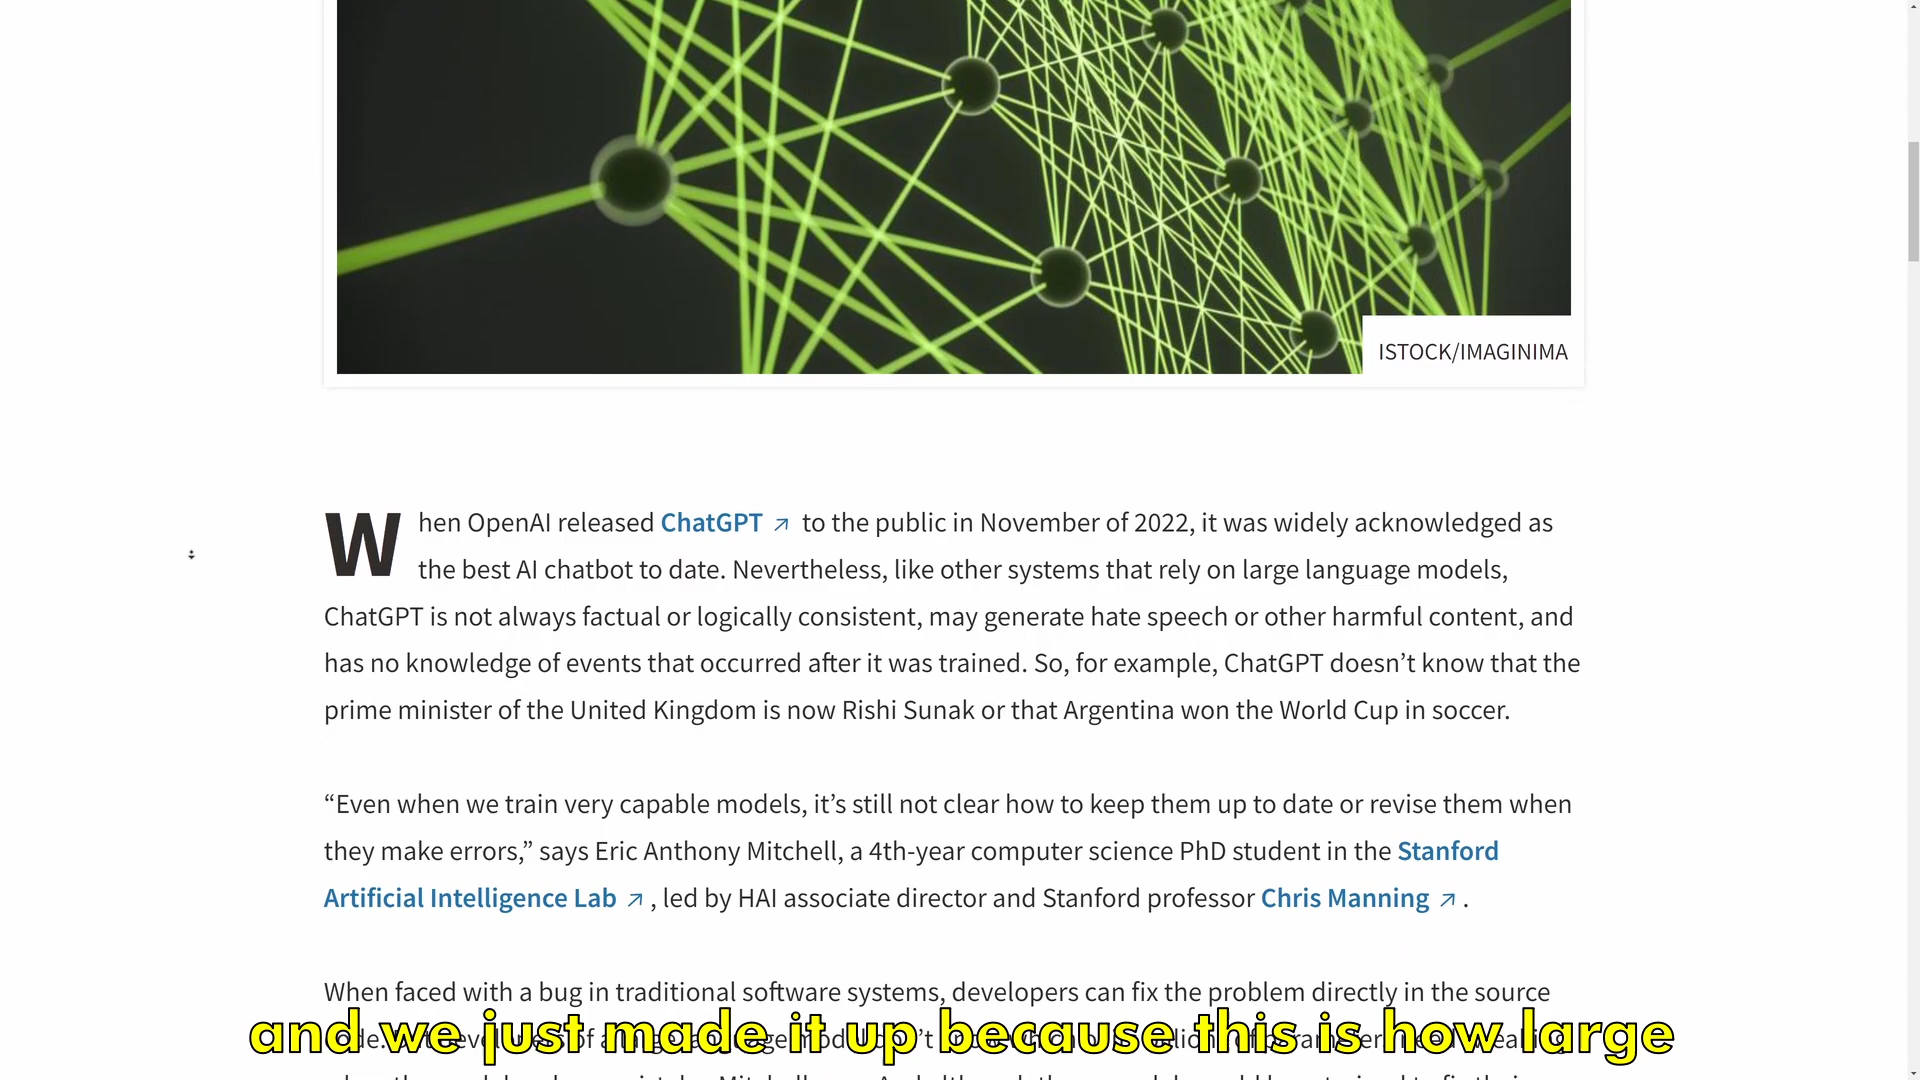 ISTOCK/IMAGINIMA
When OpenAI released ChatGPT ↗ to the public in November of 2022, it was widely acknowledged as
the best AI chatbot to date. Nevertheless, like other systems that rely on large language models,
ChatGPT is not always factual or logically consistent, may generate hate speech or other harmful content, and
has no knowledge of events that occurred after it was trained. So, for example, ChatGPT doesn’t know that the
prime minister of the United Kingdom is now Rishi Sunak or that Argentina won the World Cup in soccer.
“Even when we train very capable models, it’s still not clear how to keep them up to date or revise them when
they make errors,” says Eric Anthony Mitchell, a 4th-year computer science PhD student in the Stanford
Artificial Intelligence Lab ↗ , led by HAI associate director and Stanford professor Chris Manning ↗ .
When faced with a bug in traditional software systems, developers can fix the problem directly in the source
and we just made it up because this is how large